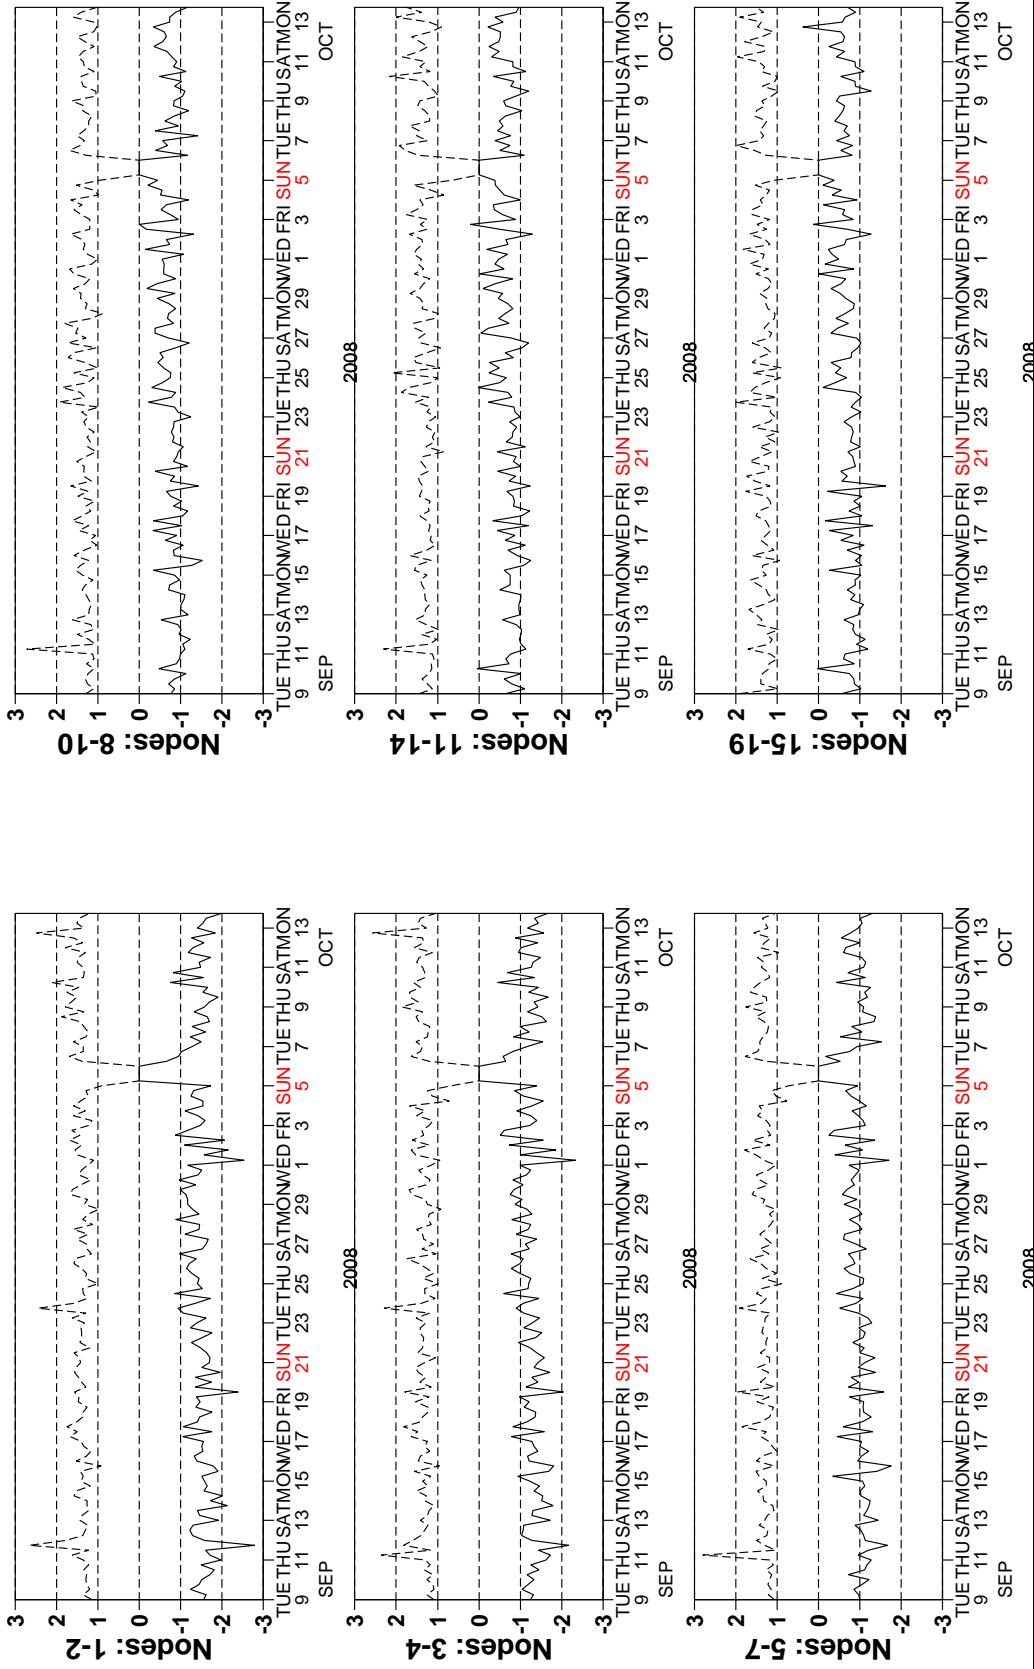 Nodes: 1-2
3
2
1
0
-1
-2
-3
TUE THU SAT MON WED FRI SUN TUE THU SAT MON WED FRI SUN TUE THU SAT MON
9 11 13 15 17 19 21 23 25 27 29 1 3 5 7 9 11 13
SEP OCT
2008
Nodes: 8-10
3
2
1
0
-1
-2
-3
TUE THU SAT MON WED FRI SUN TUE THU SAT MON WED FRI SUN TUE THU SAT MON
9 11 13 15 17 19 21 23 25 27 29 1 3 5 7 9 11 13
SEP OCT
2008
Nodes: 3-4
3
2
1
0
-1
-2
-3
TUE THU SAT MON WED FRI SUN TUE THU SAT MON WED FRI SUN TUE THU SAT MON
9 11 13 15 17 19 21 23 25 27 29 1 3 5 7 9 11 13
SEP OCT
2008
Nodes: 11-14
3
2
1
0
-1
-2
-3
TUE THU SAT MON WED FRI SUN TUE THU SAT MON WED FRI SUN TUE THU SAT MON
9 11 13 15 17 19 21 23 25 27 29 1 3 5 7 9 11 13
SEP OCT
2008
Nodes: 5-7
3
2
1
0
-1
-2
-3
TUE THU SAT MON WED FRI SUN TUE THU SAT MON WED FRI SUN TUE THU SAT MON
9 11 13 15 17 19 21 23 25 27 29 1 3 5 7 9 11 13
SEP OCT
2008
Nodes: 15-19
3
2
1
0
-1
-2
-3
TUE THU SAT MON WED FRI SUN TUE THU SAT MON WED FRI SUN TUE THU SAT MON
9 11 13 15 17 19 21 23 25 27 29 1 3 5 7 9 11 13
SEP OCT
2008